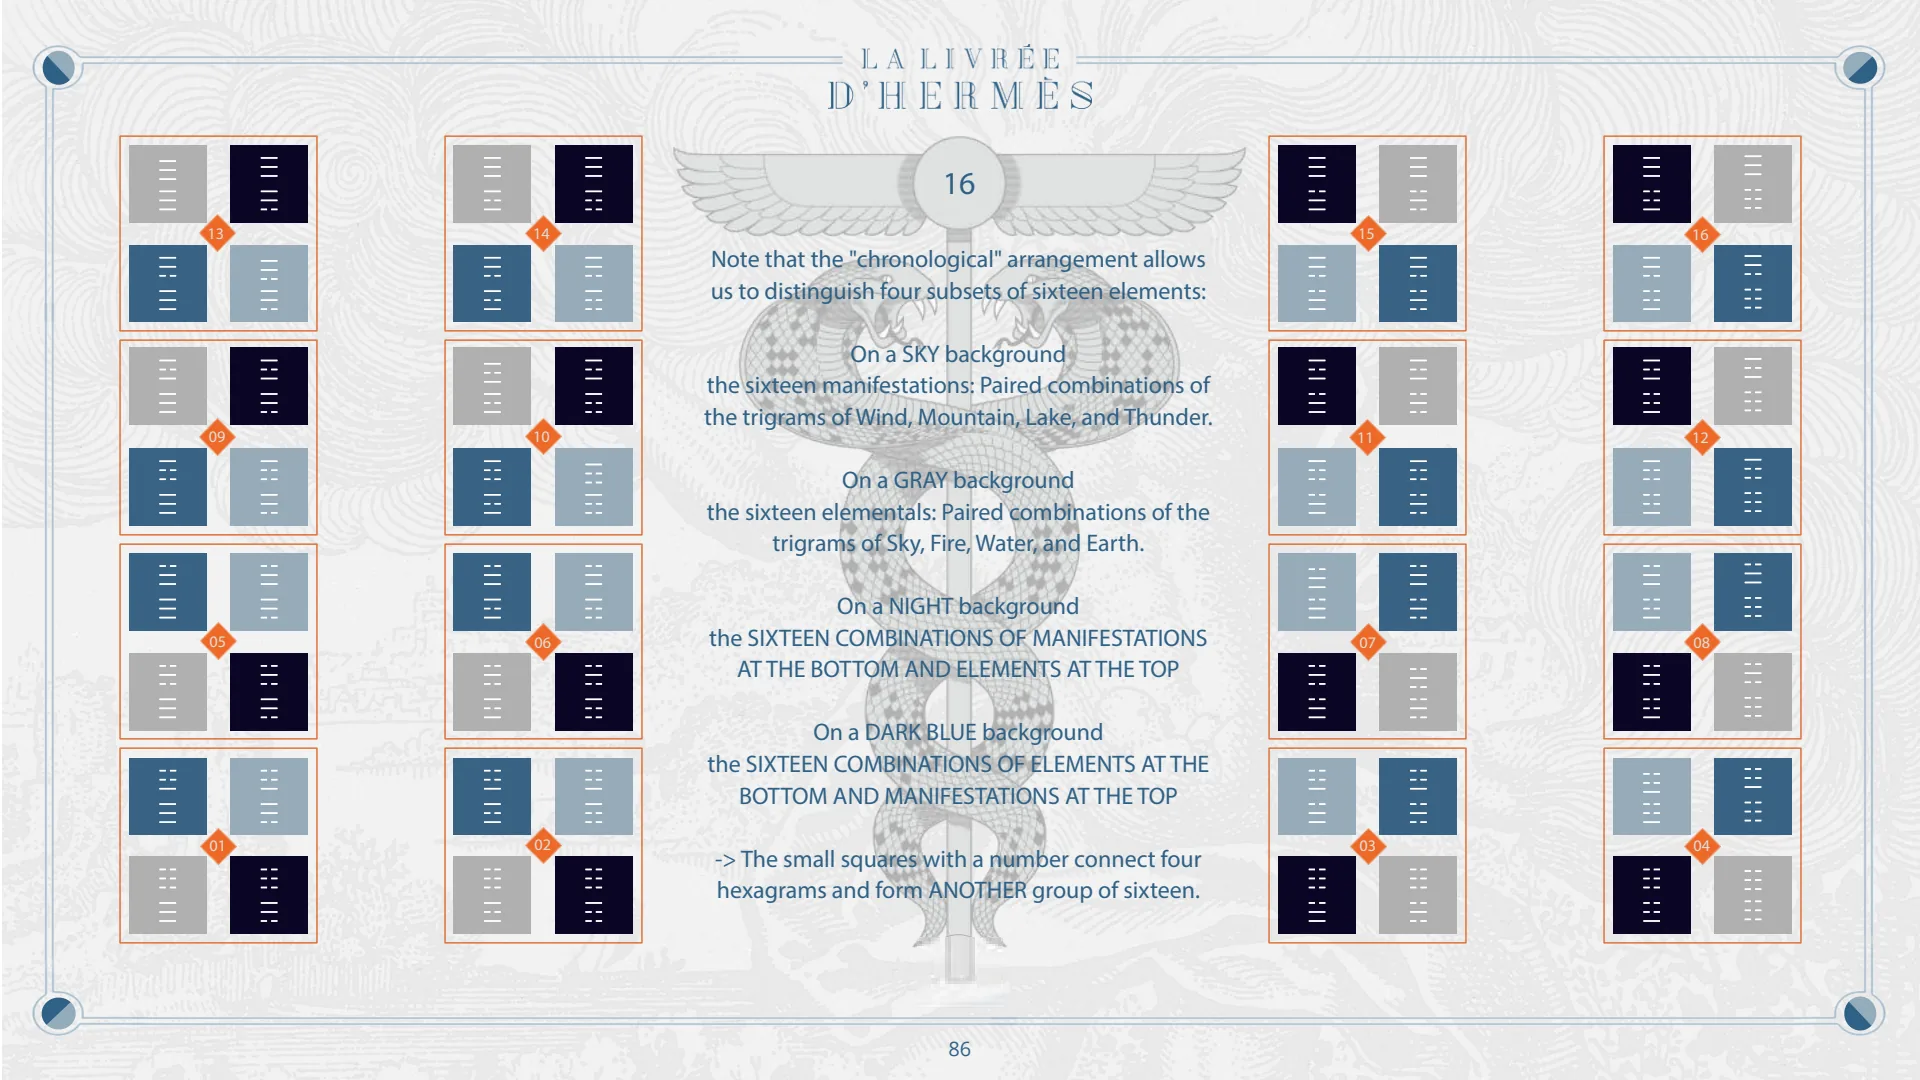 LA LIVRÉE
D'HERMÈS
13
14
16
15
16
Note that the "chronological" arrangement allows
us to distinguish four subsets of sixteen elements:
On a SKY background
the sixteen manifestations: Paired combinations of
the trigrams of Wind, Mountain, Lake, and Thunder.
09
10
11
12
On a GRAY background
the sixteen elementals: Paired combinations of the
trigrams of Sky, Fire, Water, and Earth.
On a NIGHT background
the SIXTEEN COMBINATIONS OF MANIFESTATIONS
AT THE BOTTOM AND ELEMENTS AT THE TOP
05
06
07
08
On a DARK BLUE background
the SIXTEEN COMBINATIONS OF ELEMENTS AT THE
BOTTOM AND MANIFESTATIONS AT THE TOP
01
02
03
04
-> The small squares with a number connect four
hexagrams and form ANOTHER group of sixteen.
86